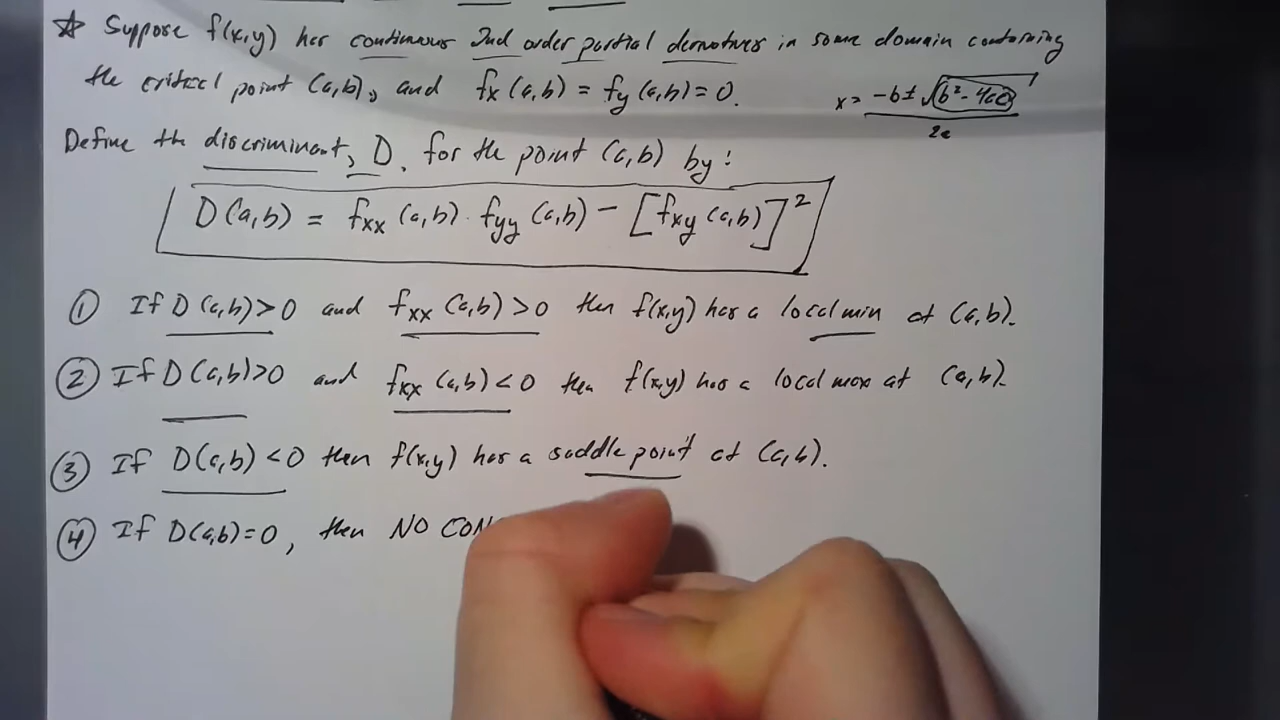 ☆ Suppose f(x,y) has continuous 2nd order partial derivatives in some domain containing
the critical point (a,b), and fx (a,b) = fy (a,b) = 0.
x = -b ± √(b² - 4ac) / 2a
Define the discriminant, D, for the point (a,b) by:
D(a,b) = fxx (a,b) · fyy (a,b) - [fxy (a,b)]²
① If D(a,b) > 0 and fxx (a,b) > 0 then f(x,y) has a local min at (a,b).
② If D(a,b) > 0 and fxx (a,b) < 0 then f(x,y) has a local max at (a,b).
③ If D(a,b) < 0 then f(x,y) has a saddle point at (a,b).
④ If D(a,b) = 0, then NO CON